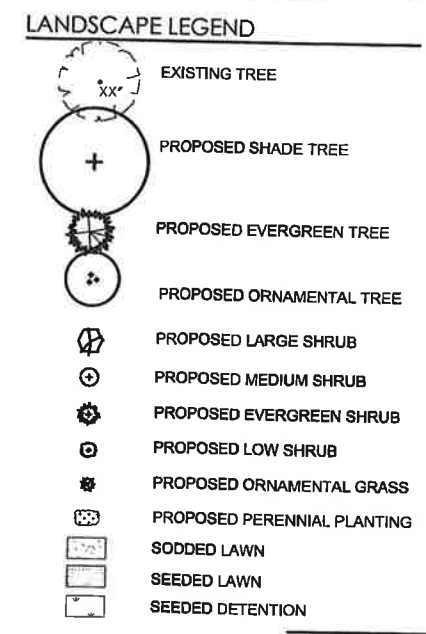 LANDSCAPE LEGEND
EXISTING TREE
XX"
PROPOSED SHADE TREE
PROPOSED EVERGREEN TREE
PROPOSED ORNAMENTAL TREE
PROPOSED LARGE SHRUB
PROPOSED MEDIUM SHRUB
PROPOSED EVERGREEN SHRUB
PROPOSED LOW SHRUB
PROPOSED ORNAMENTAL GRASS
PROPOSED PERENNIAL PLANTING
SODDED LAWN
SEEDED LAWN
SEEDED DETENTION